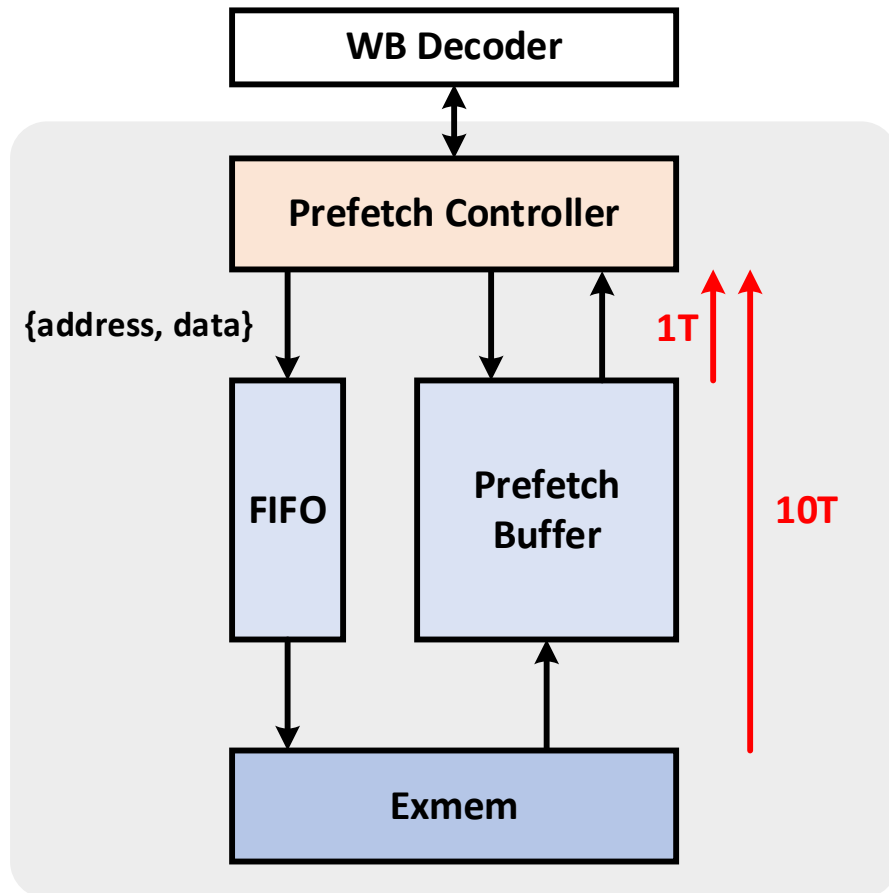 WB Decoder
Prefetch Controller
{address, data}
1T
FIFO
Prefetch
Buffer
10T
Exmem